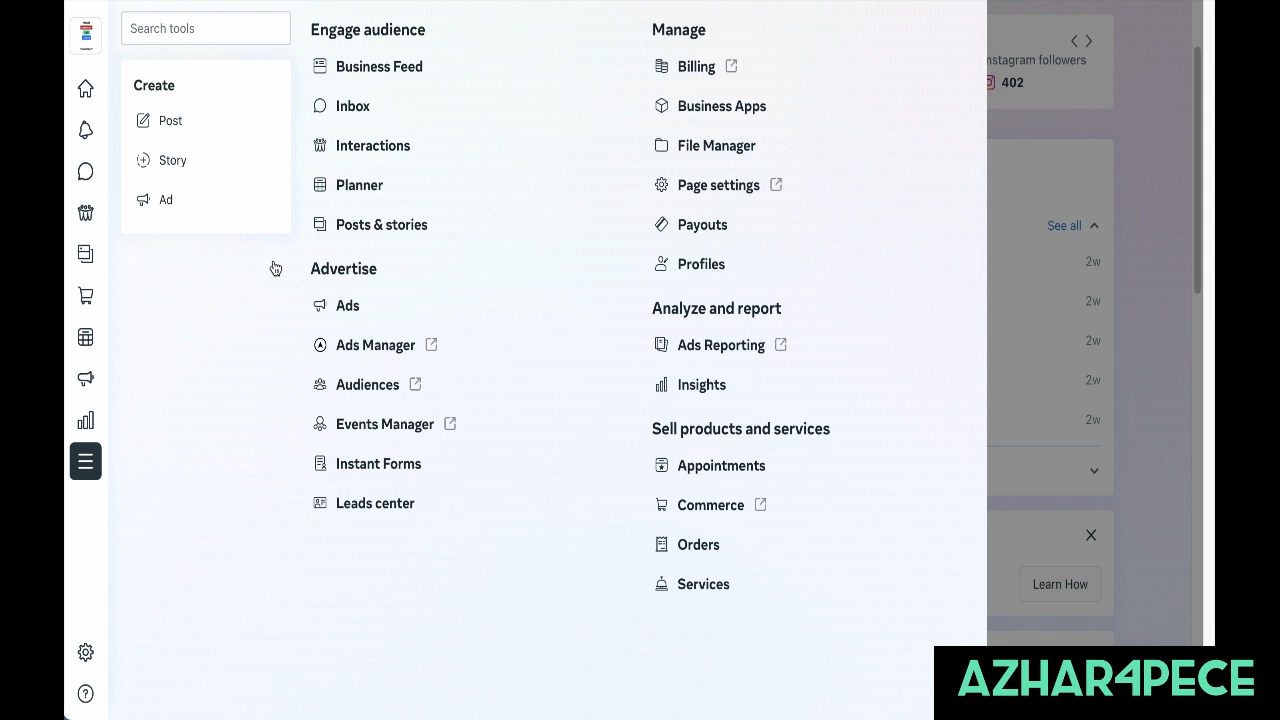 Search tools
Create
Post
Story
Ad
Engage audience
Business Feed
Inbox
Interactions
Planner
Posts & stories
Advertise
Ads
Ads Manager
Audiences
Events Manager
Instant Forms
Leads center
Manage
Billing
Business Apps
File Manager
Page settings
Payouts
Profiles
Analyze and report
Ads Reporting
Insights
Sell products and services
Appointments
Commerce
Orders
Services
nstagram followers
402
See all
2w
2w
2w
2w
2w
Learn How
AZHAR4PECE